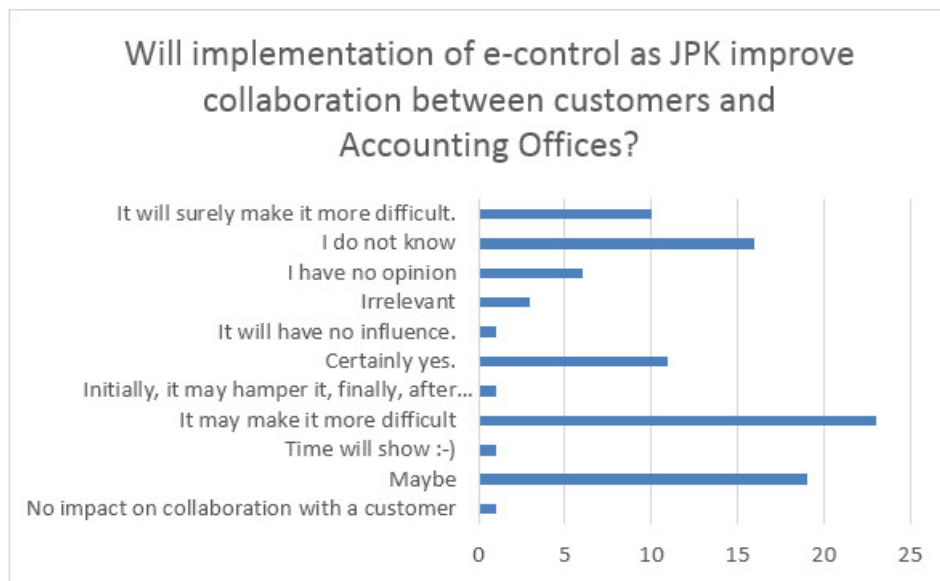 Will implementation of e-control as JPK improve
collaboration between customers and
Accounting Offices?
It will surely make it more difficult.
I do not know
I have no opinion
Irrelevant
It will have no influence.
Certainly yes.
Initially, it may hamper it, finally, after...
It may make it more difficult
Time will show :-)
Maybe
No impact on collaboration with a customer
0 5 10 15 20 25